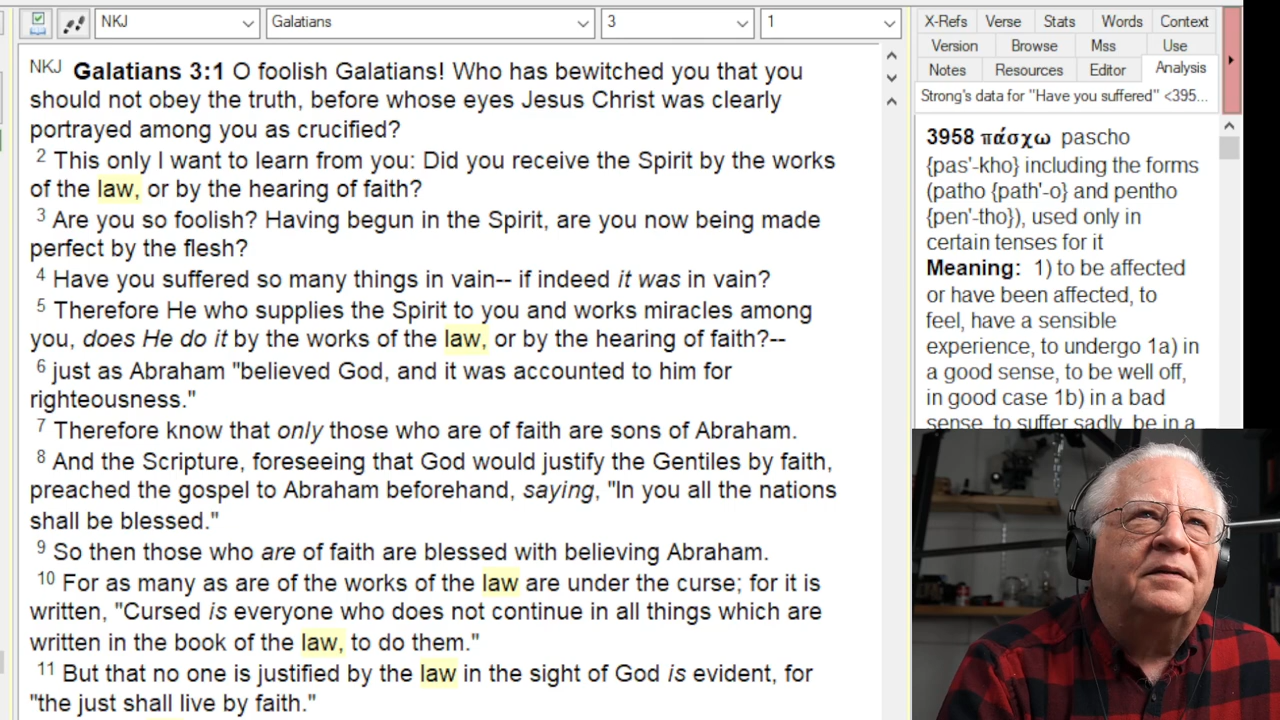 NKJ Galatians 3 1
NKJ Galatians 3:1 O foolish Galatians! Who has bewitched you that you
should not obey the truth, before whose eyes Jesus Christ was clearly
portrayed among you as crucified?
2 This only I want to learn from you: Did you receive the Spirit by the works
of the law, or by the hearing of faith?
3 Are you so foolish? Having begun in the Spirit, are you now being made
perfect by the flesh?
4 Have you suffered so many things in vain-- if indeed it was in vain?
5 Therefore He who supplies the Spirit to you and works miracles among
you, does He do it by the works of the law, or by the hearing of faith?--
6 just as Abraham "believed God, and it was accounted to him for
righteousness."
7 Therefore know that only those who are of faith are sons of Abraham.
8 And the Scripture, foreseeing that God would justify the Gentiles by faith,
preached the gospel to Abraham beforehand, saying, "In you all the nations
shall be blessed."
9 So then those who are of faith are blessed with believing Abraham.
10 For as many as are of the works of the law are under the curse; for it is
written, "Cursed is everyone who does not continue in all things which are
written in the book of the law, to do them."
11 But that no one is justified by the law in the sight of God is evident, for
"the just shall live by faith."
X-Refs Verse Stats Words Context
Version Browse Mss Use
Notes Resources Editor Analysis
Strong's data for "Have you suffered" <395...
3958 πάσχω pascho
{pas'-kho} including the forms
(patho {path'-o} and pentho
{pen'-tho}), used only in
certain tenses for it
Meaning: 1) to be affected
or have been affected, to
feel, have a sensible
experience, to undergo 1a) in
a good sense, to be well off,
in good case 1b) in a bad
sense, to suffer sadly, be in a